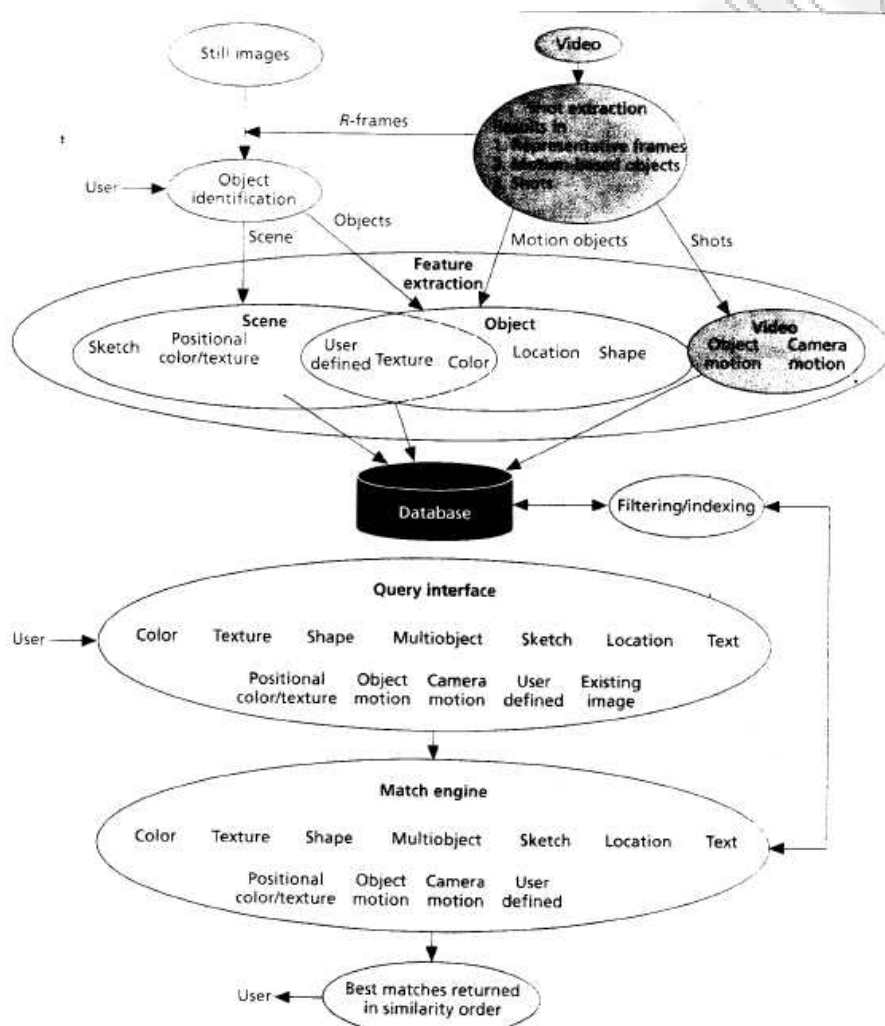 Still images
Video
Shot extraction
Results in
1. Representative frames
2. Motion-based objects
3. Shots
R-frames
User
Object
identification
Objects
Scene
Motion objects
Shots
Feature
extraction
Scene
Sketch
Positional
color/texture
User
defined
Texture
Color
Object
Location
Shape
Video
Object
motion
Camera
motion
Database
Filtering/indexing
Query interface
User
Color Texture Shape Multiobject Sketch Location Text
Positional Object Camera User Existing
color/texture motion motion defined image
Match engine
Color Texture Shape Multiobject Sketch Location Text
Positional Object Camera User
color/texture motion motion defined
User
Best matches returned
in similarity order